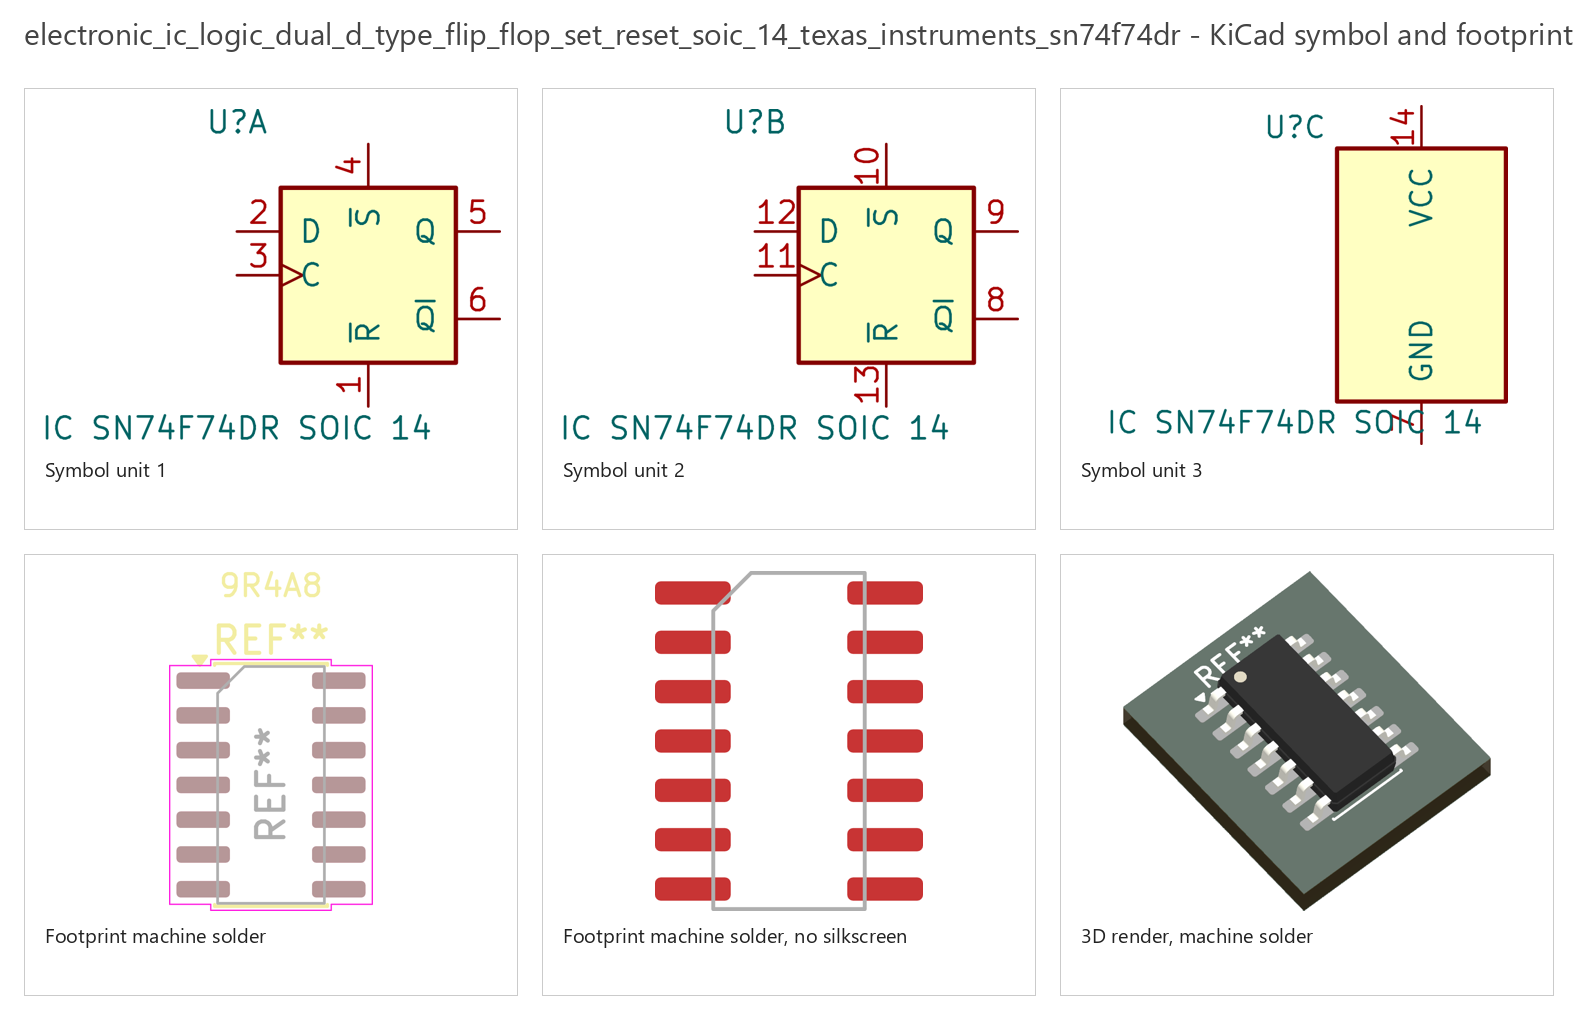 electronic_ic_logic_dual_d_type_flip_flop_set_reset_soic_14_texas_instruments_sn74f74dr - KiCad symbol and footprint
U?A
4
2
D
S
Q
5
3
C
R
Q
6
1
IC SN74F74DR SOIC 14
Symbol unit 1
U?B
10
12
D
S
Q
9
11
C
R
Q
8
13
IC SN74F74DR SOIC 14
Symbol unit 2
U?C
14
VCC
GND
7
IC SN74F74DR SOIC 14
Symbol unit 3
9R4A8
REF**
REF**
Footprint machine solder
Footprint machine solder, no silkscreen
REF**
3D render, machine solder